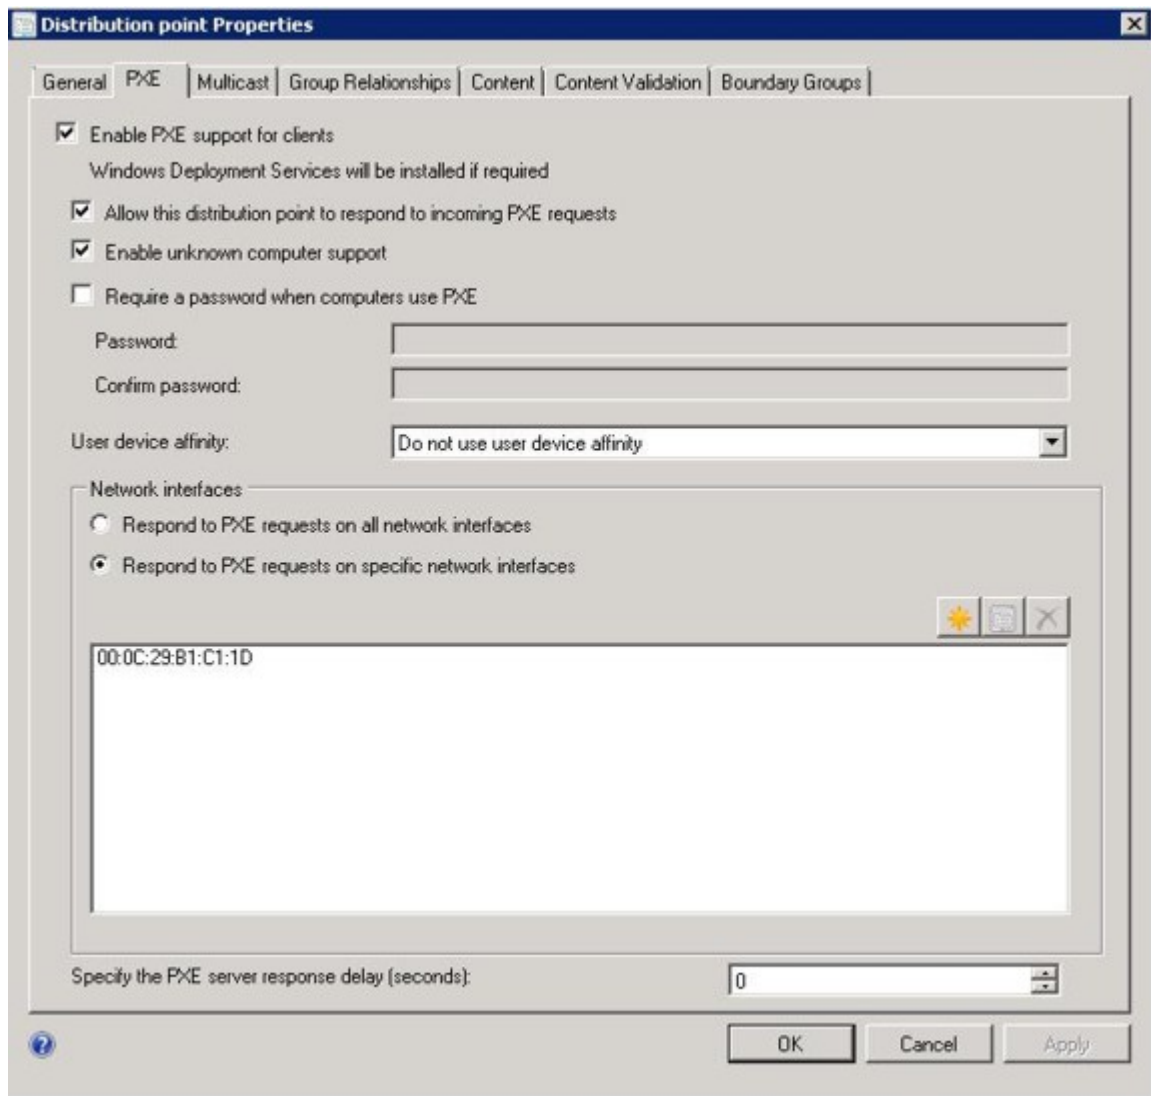 Distribution point Properties
General PXE Multicast Group Relationships Content Content Validation Boundary Groups
Enable PXE support for clients
Windows Deployment Services will be installed if required
Allow this distribution point to respond to incoming PXE requests
Enable unknown computer support
Require a password when computers use PXE
Password:
Confirm password:
User device affinity: Do not use user device affinity
Network interfaces
Respond to PXE requests on all network interfaces
Respond to PXE requests on specific network interfaces
00:0C:29:B1:C1:1D
Specify the PXE server response delay (seconds): 0
OK Cancel Apply